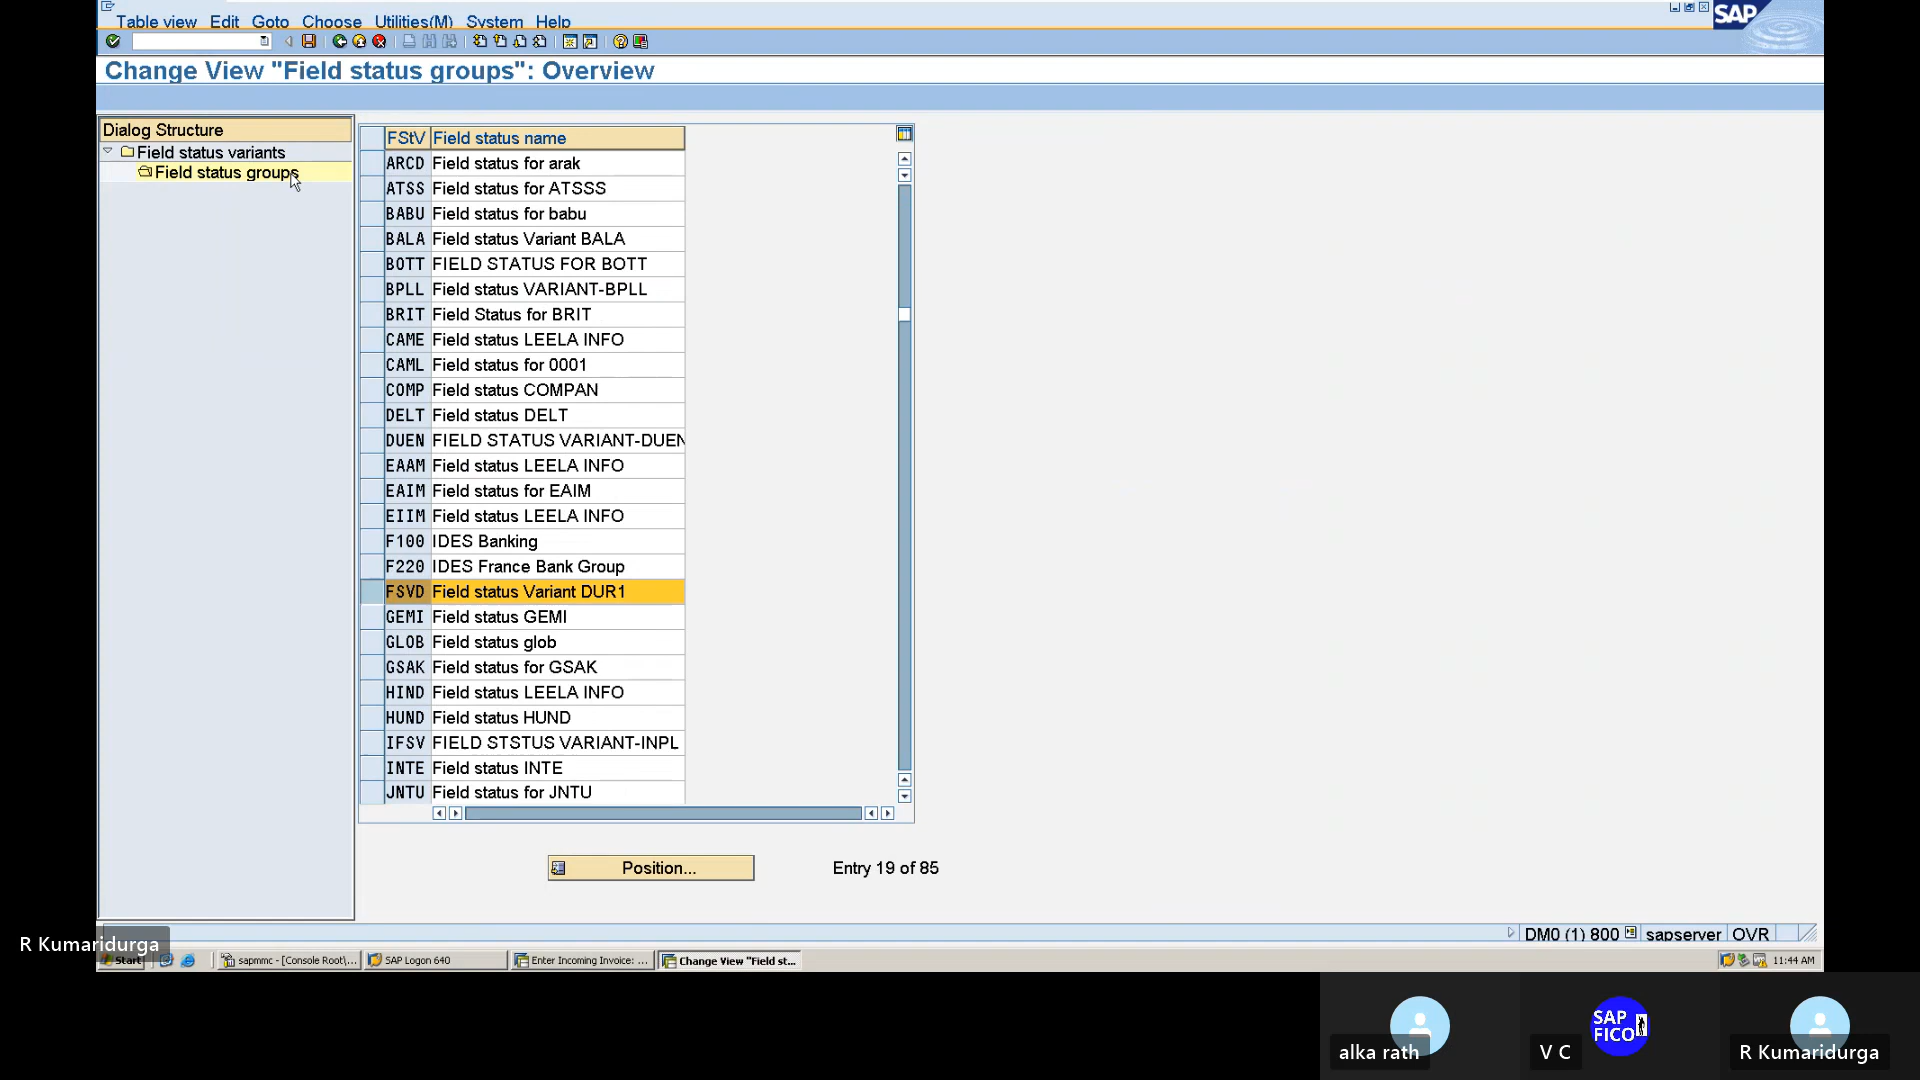 Table view Edit Goto Choose Utilities(M) System Help
SAP
Change View "Field status groups": Overview
Dialog Structure
Field status variants
Field status groups
FStV Field status name
ARCD Field status for arak
ATSS Field status for ATSSS
BABU Field status for babu
BALA Field status Variant BALA
BOTT FIELD STATUS FOR BOTT
BPLL Field status VARIANT-BPLL
BRIT Field Status for BRIT
CAME Field status LEELA INFO
CAML Field status for 0001
COMP Field status COMPAN
DELT Field status DELT
DUEN FIELD STATUS VARIANT-DUEN
EAAM Field status LEELA INFO
EAIM Field status for EAIM
EIIM Field status LEELA INFO
F100 IDES Banking
F220 IDES France Bank Group
FSVD Field status Variant DUR1
GEMI Field status GEMI
GLOB Field status glob
GSAK Field status for GSAK
HIND Field status LEELA INFO
HUND Field status HUND
IFSV FIELD STSTUS VARIANT-INPL
INTE Field status INTE
JNTU Field status for JNTU
Position... Entry 19 of 85
DM0 (1) 800 sapserver OVR
R Kumaridurga
Start sapmmc - [Console Root\... SAP Logon 640 Enter Incoming Invoice: ... Change View "Field st... 11:44 AM
SAP FICO
alka rath V C R Kumaridurga